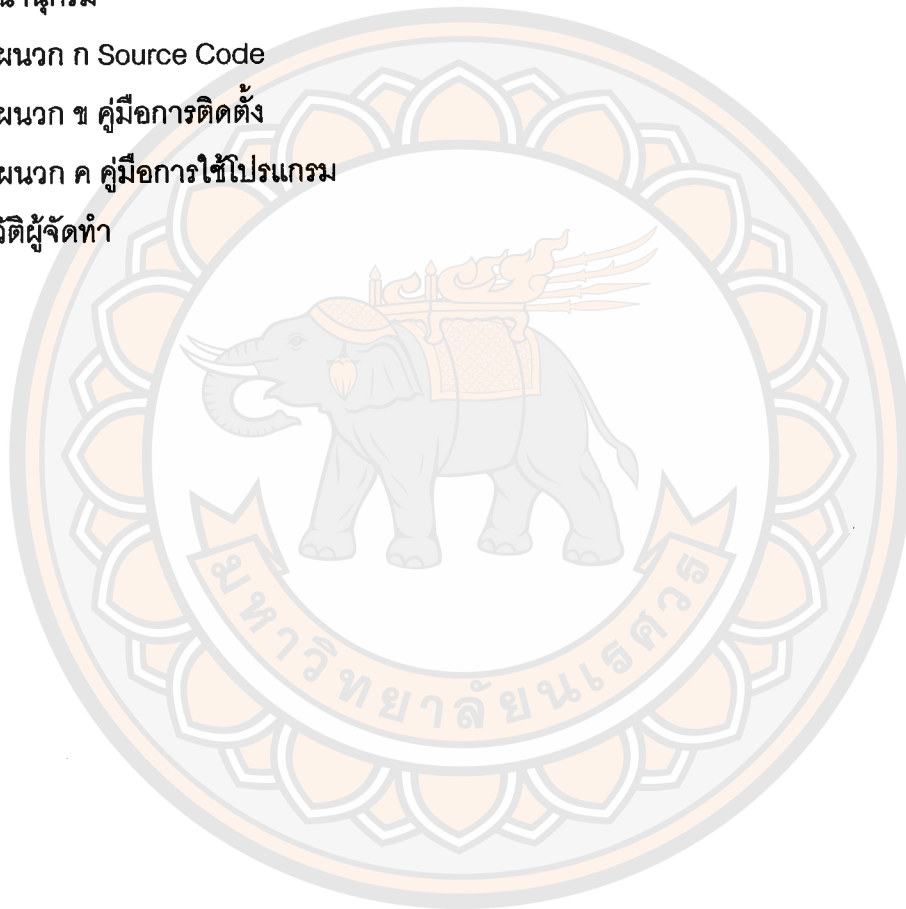 ผนวก ก Source Code
ผนวก ข คู่มือการติดตั้ง
ผนวก ค คู่มือการใช้โปรแกรม
วัติผู้จัดทำ
มหาวิทยาลัยนเรศวร